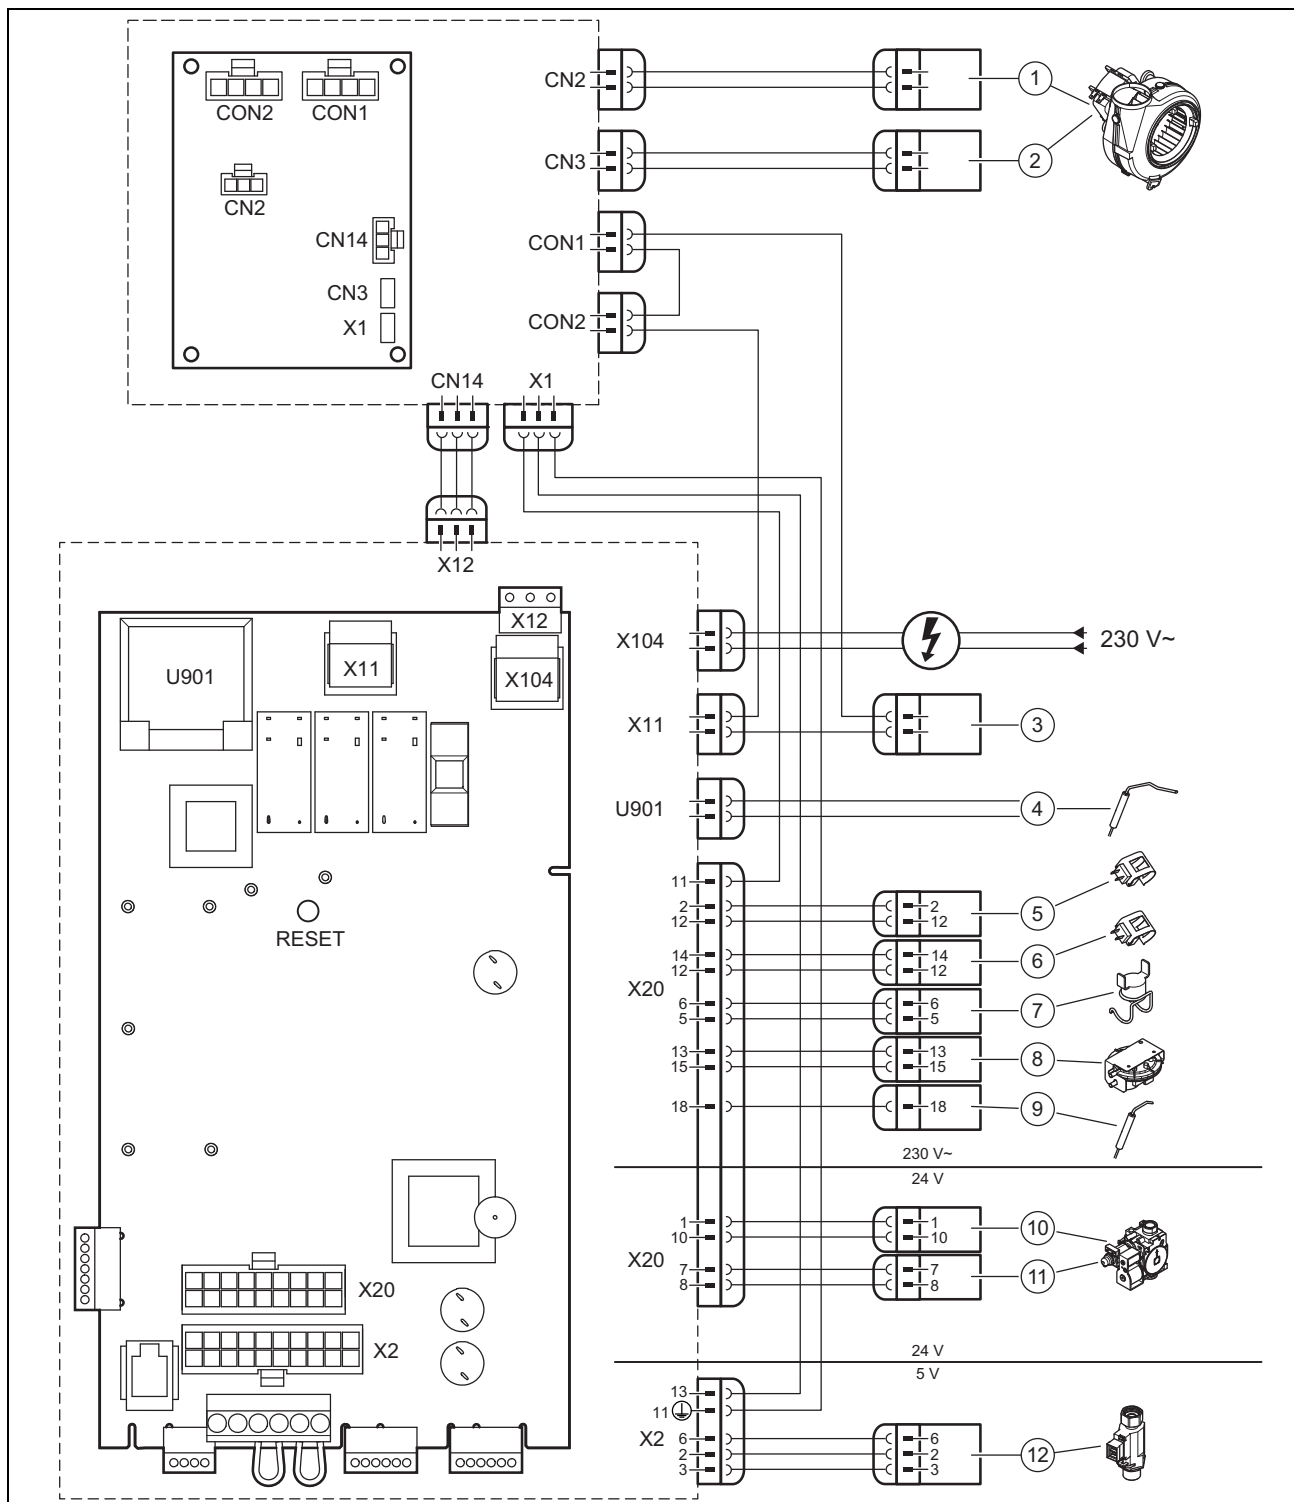 CON2 CON1
CN2
CN14
CN3
X1
CN2
1
CN3
2
CON1
CON2
CN14 X1
X12
X12
U901
X11
X104
RESET
X20
X2
X104
230 V~
X11
3
U901
4
X20
11
2 2
12 12
5
14 14
12 12
6
6 6
5 5
7
13 13
15 15
8
18 18
9
230 V~
24 V
X20
1 1
10 10
10
7 7
8 8
11
24 V
5 V
X2
13
11
6 6
2 2
3 3
12